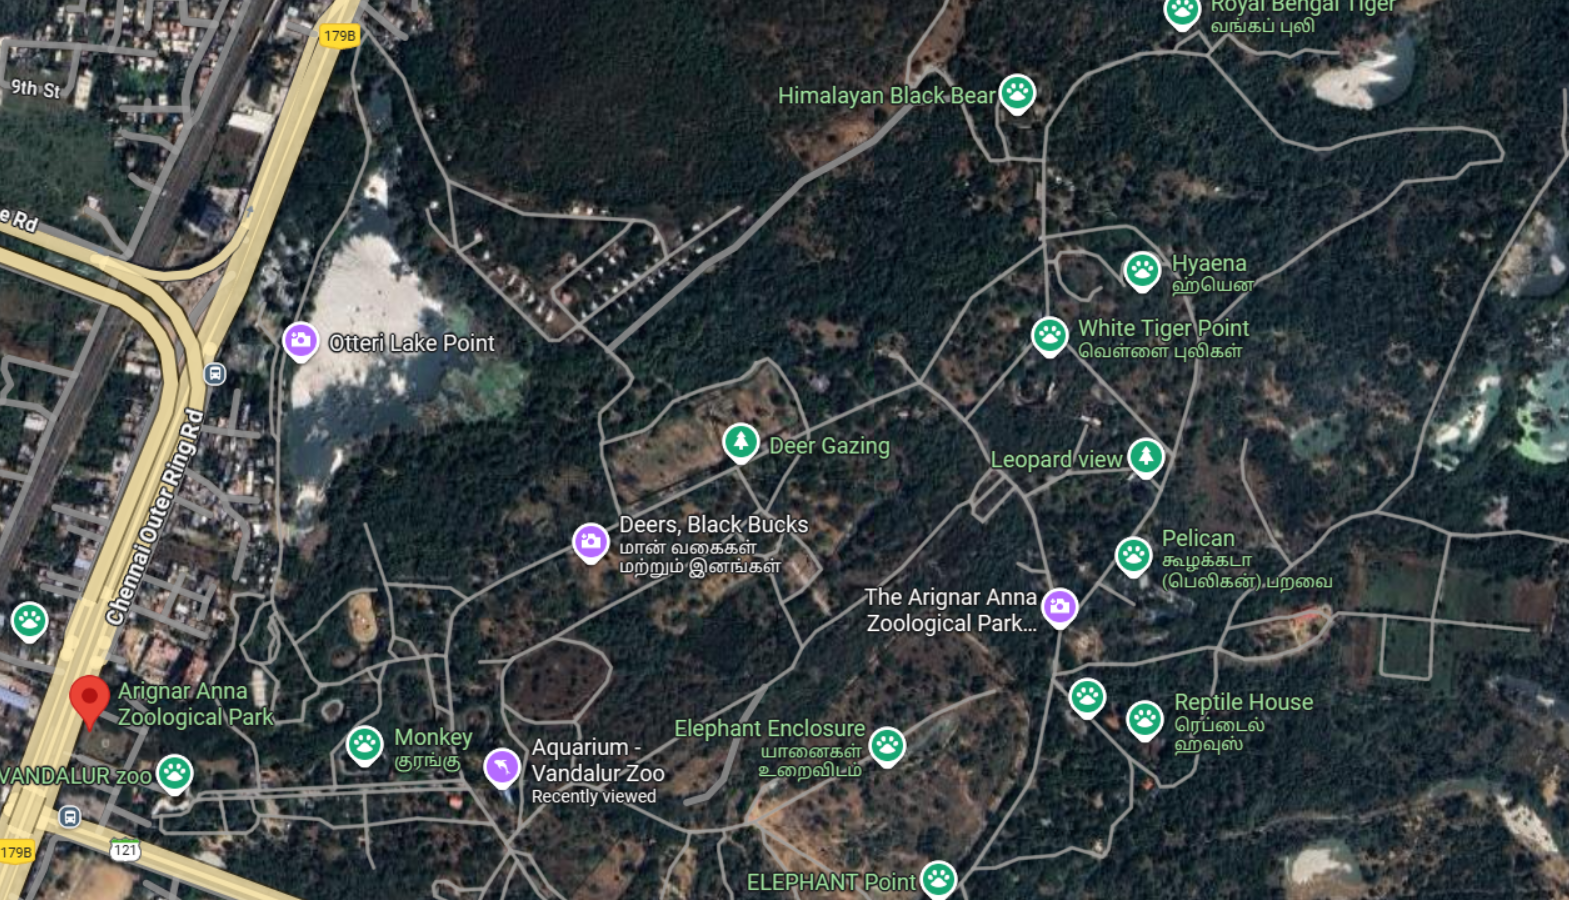 Royal Bengal Tiger
வங்கப் புலி
179B
9th St
Himalayan Black Bear
e Rd
Hyaena
ஹயென
Otteri Lake Point
White Tiger Point
வெள்ளை புலிகள்
Deer Gazing
Leopard view
Chennai Outer Ring Rd
Deers, Black Bucks
மான் வகைகள்
மற்றும் இனங்கள்
Pelican
கூழக்கடா
(பெலிகன்) பறவை
The Arignar Anna
Zoological Park...
Arignar Anna
Zoological Park
Reptile House
ரெப்டைல்
ஹவுஸ்
Elephant Enclosure
யானைகள்
உறைவிடம்
Monkey
குரங்கு
Aquarium -
Vandalur Zoo
Recently viewed
VANDALUR zoo
179B
121
ELEPHANT Point